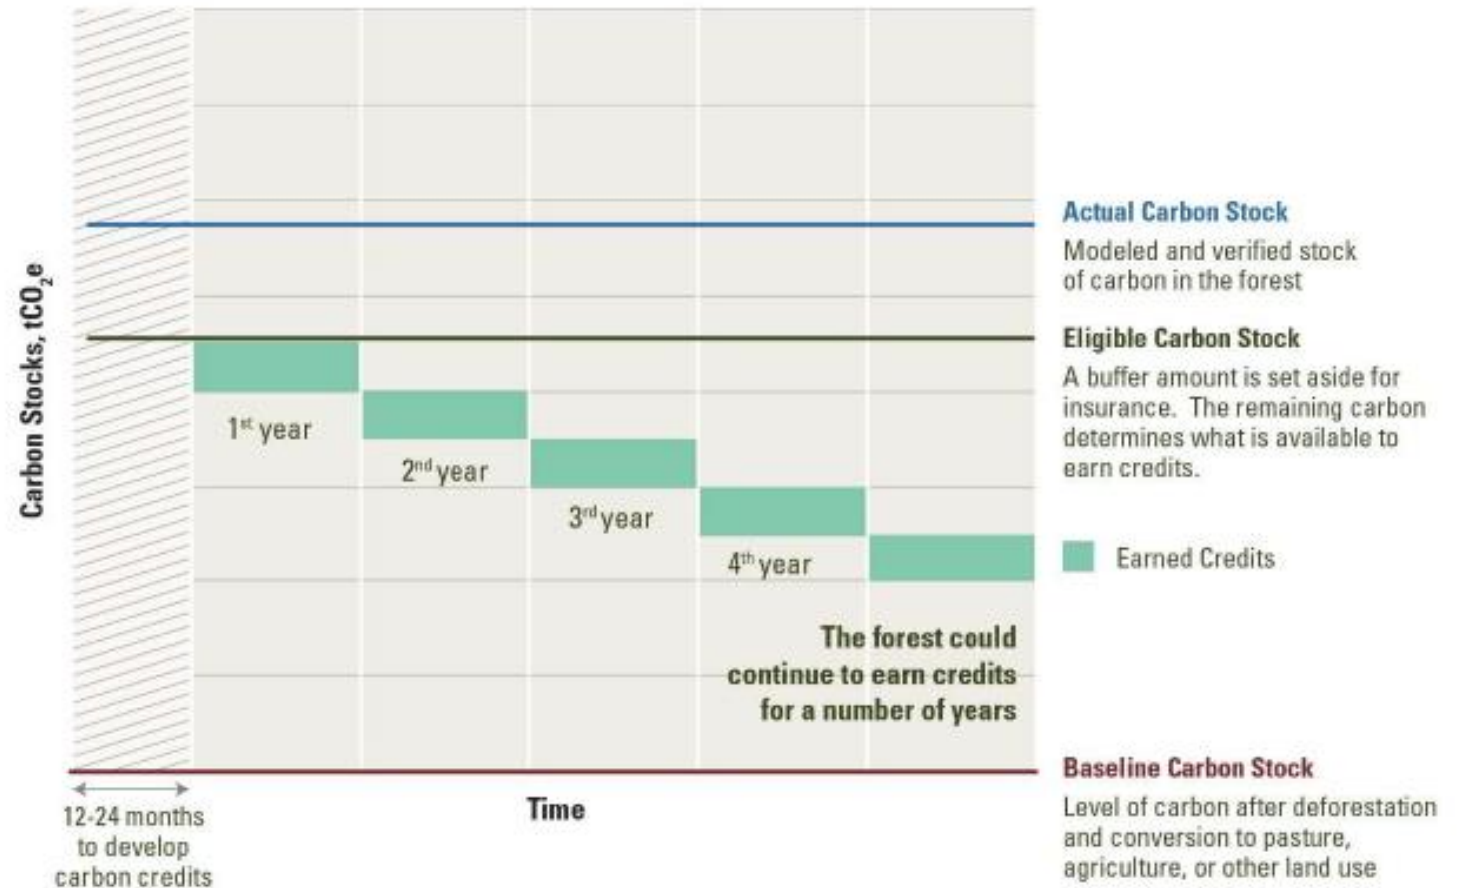 Carbon Stocks, tCO₂e
1st year
2nd year
3rd year
4th year
The forest could
continue to earn credits
for a number of years
Actual Carbon Stock
Modeled and verified stock
of carbon in the forest
Eligible Carbon Stock
A buffer amount is set aside for
insurance. The remaining carbon
determines what is available to
earn credits.
Earned Credits
Baseline Carbon Stock
Level of carbon after deforestation
and conversion to pasture,
agriculture, or other land use
Time
12-24 months
to develop
carbon credits